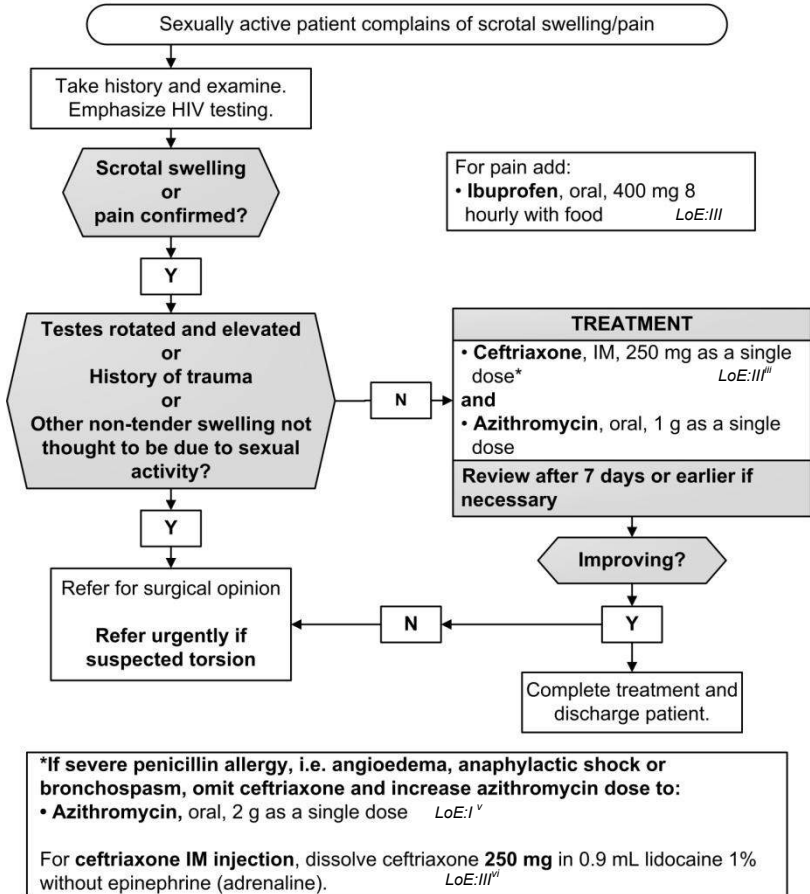 Sexually active patient complains of scrotal swelling/pain
Take history and examine.
Emphasize HIV testing.
Scrotal swelling
or
pain confirmed?
For pain add:
• Ibuprofen, oral, 400 mg 8
hourly with food LoE:III
Y
Testes rotated and elevated
or
History of trauma
or
Other non-tender swelling not
thought to be due to sexual
activity?
N
TREATMENT
• Ceftriaxone, IM, 250 mg as a single
dose* LoE:III iii
and
• Azithromycin, oral, 1 g as a single
dose
Review after 7 days or earlier if
necessary
Y
Improving?
Refer for surgical opinion
Refer urgently if
suspected torsion
N
Y
Complete treatment and
discharge patient.
*If severe penicillin allergy, i.e. angioedema, anaphylactic shock or
bronchospasm, omit ceftriaxone and increase azithromycin dose to:
• Azithromycin, oral, 2 g as a single dose LoE:I v
For ceftriaxone IM injection, dissolve ceftriaxone 250 mg in 0.9 mL lidocaine 1%
without epinephrine (adrenaline). LoE:III vi